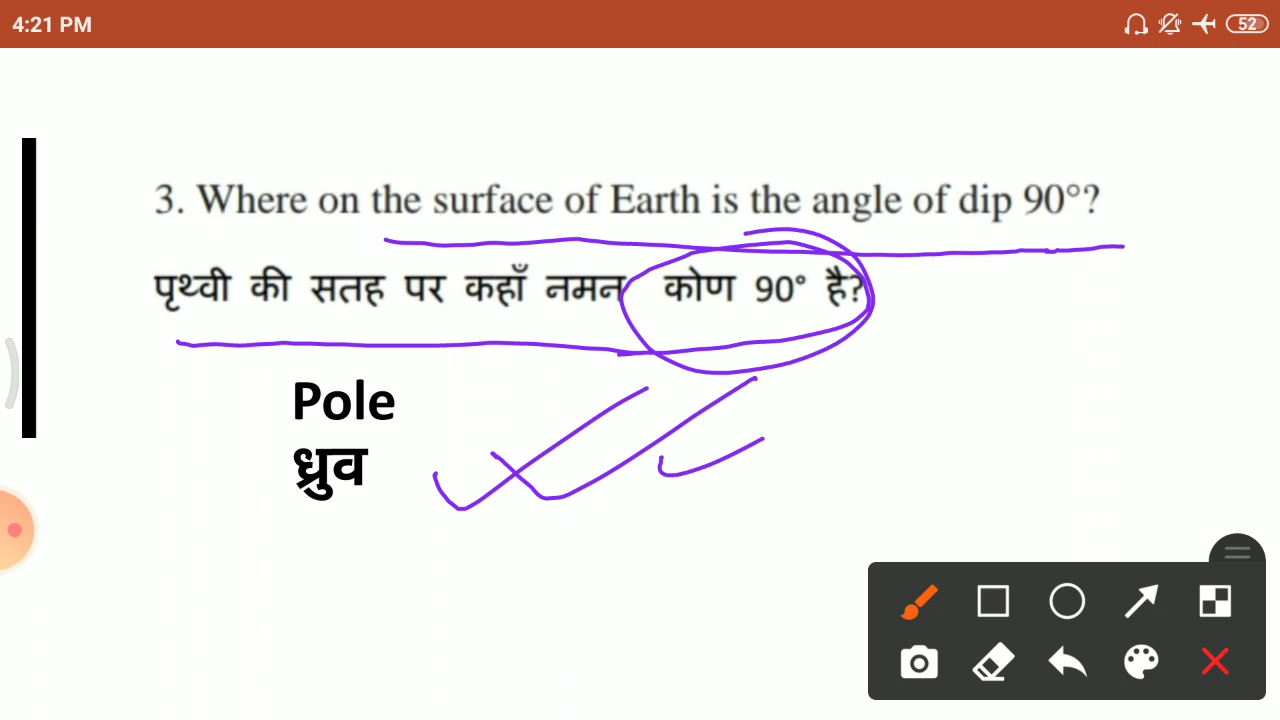 4:21 PM
52
3. Where on the surface of Earth is the angle of dip 90°?
पृथ्वी की सतह पर कहाँ नमन कोण 90° है?
Pole
ध्रुव